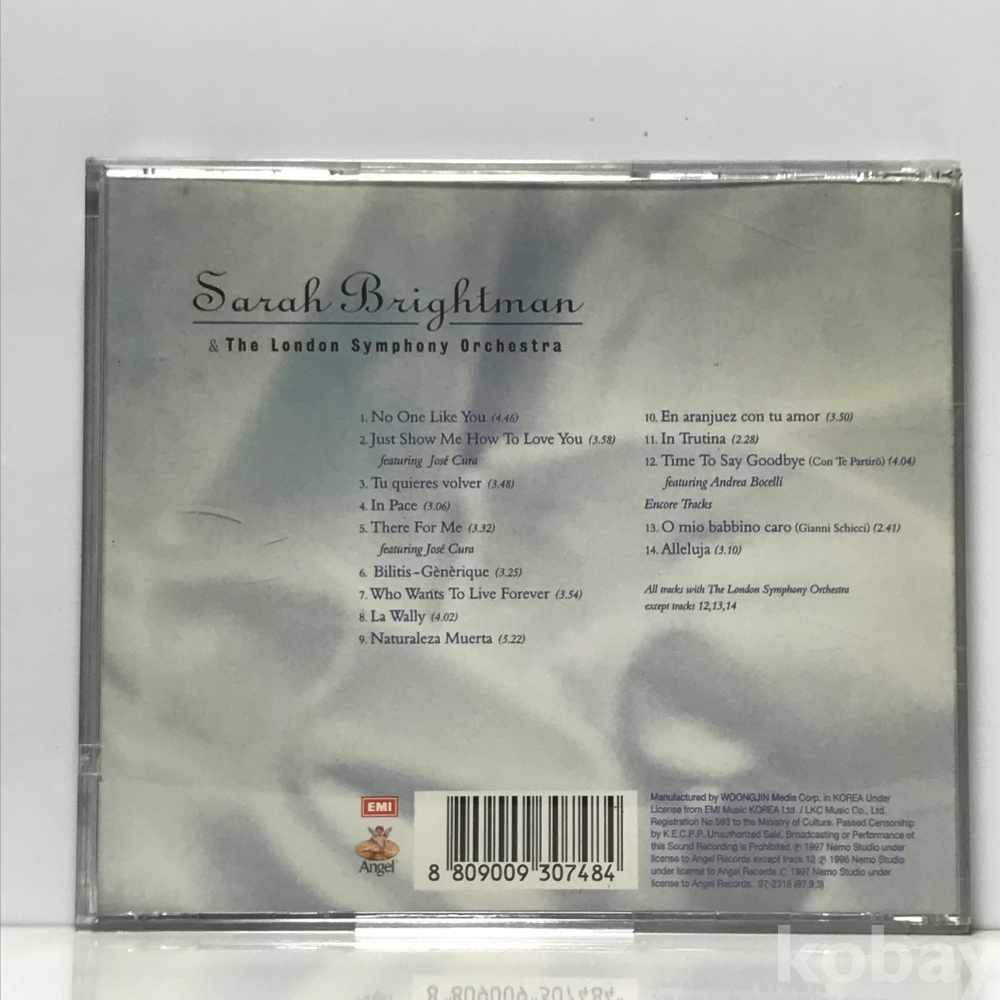 Sarah Brightman
& The London Symphony Orchestra
1. No One Like You (4.46)
2. Just Show Me How To Love You (3.58)
featuring José Cura
3. Tu quieres volver (3.48)
4. In Pace (3.06)
5. There For Me (3.32)
featuring José Cura
6. Bilitis-Gènèrique (3.25)
7. Who Wants To Live Forever (3.54)
8. La Wally (4.02)
9. Naturaleza Muerta (5.22)
10. En aranjuez con tu amor (3.50)
11. In Trutina (2.28)
12. Time To Say Goodbye (Con Te Partirò) (4.04)
featuring Andrea Bocelli
Encore Tracks
13. O mio babbino caro (Gianni Schicci) (2.41)
14. Alleluja (3.10)
All tracks with The London Symphony Orchestra
except tracks 12,13,14
EMI
Angel
8 809009 307484
Manufactured by WOONGJIN Media Corp. in KOREA Under
License from EMI Music KOREA Ltd. / LKC Music Co., Ltd.
Registration No.593 to the Ministry of Culture. Passed Censorship
by K.E.C.P.P. Unauthorized Sale, Broadcasting or Performance of
this Sound Recording is Prohibited. ℗ 1997 Nemo Studio under
license to Angel Records except track 12 ℗ 1996 Nemo Studio
under license to Angel Records. © 1997 Nemo Studio under
license to Angel Records. 97-2316 (97.9.3)
kobay
8 809009 307484